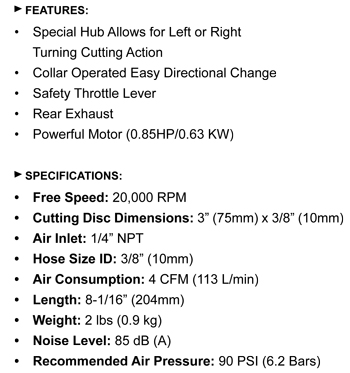 ► FEATURES:
• Special Hub Allows for Left or Right
Turning Cutting Action
• Collar Operated Easy Directional Change
• Safety Throttle Lever
• Rear Exhaust
• Powerful Motor (0.85HP/0.63 KW)
► SPECIFICATIONS:
• Free Speed: 20,000 RPM
• Cutting Disc Dimensions: 3” (75mm) x 3/8” (10mm)
• Air Inlet: 1/4” NPT
• Hose Size ID: 3/8” (10mm)
• Air Consumption: 4 CFM (113 L/min)
• Length: 8-1/16” (204mm)
• Weight: 2 lbs (0.9 kg)
• Noise Level: 85 dB (A)
• Recommended Air Pressure: 90 PSI (6.2 Bars)